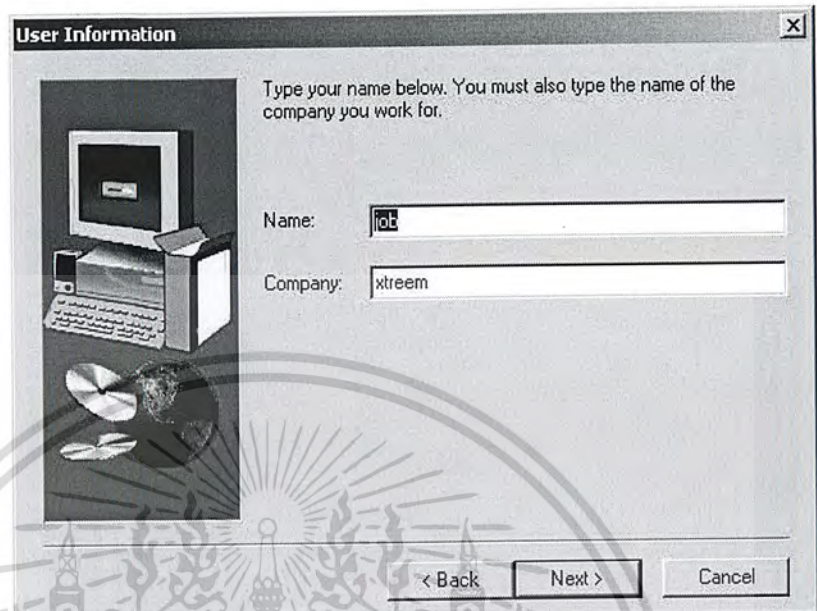 User Information
Type your name below. You must also type the name of the
company you work for.
Name: job
Company: xtreem
< Back Next > Cancel